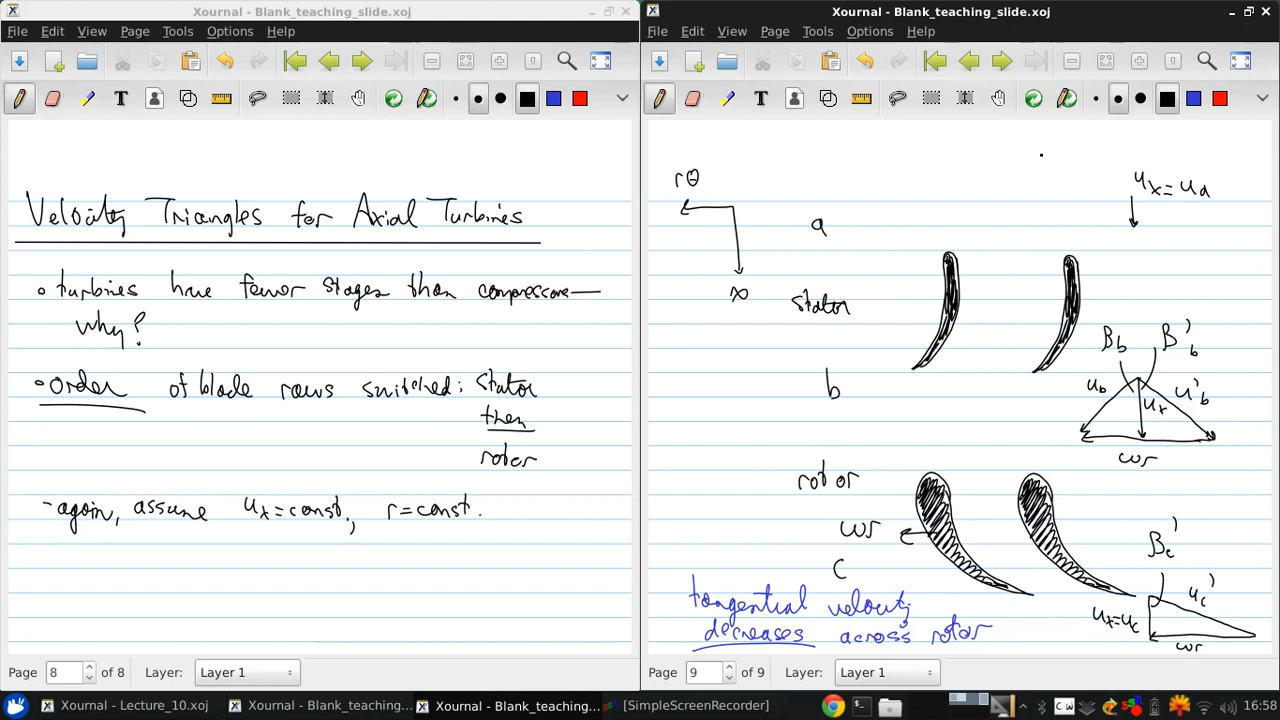 Xournal - Blank_teaching_slide.xoj
File Edit View Page Tools Options Help
Velocity Triangles for Axial Turbines
• turbines have fewer stages than compressors—
why?
• order of blade rows switched: stator
then
rotor
- again, assume ux=const, r=const.
Page 8 of 8 Layer: Layer 1
Xournal - Blank_teaching_slide.xoj
File Edit View Page Tools Options Help
rθ
x
a
ux = ua
stator
b
βb β'b
ub ux u'b
ωr
rotor
ωr
c
β'c
u'c
ux=uc
ωr
tangential velocity
decreases across rotor
Page 9 of 9 Layer: Layer 1
Xournal - Lecture_10.xoj
Xournal - Blank_teaching...
Xournal - Blank_teaching...
[SimpleScreenRecorder]
16:58